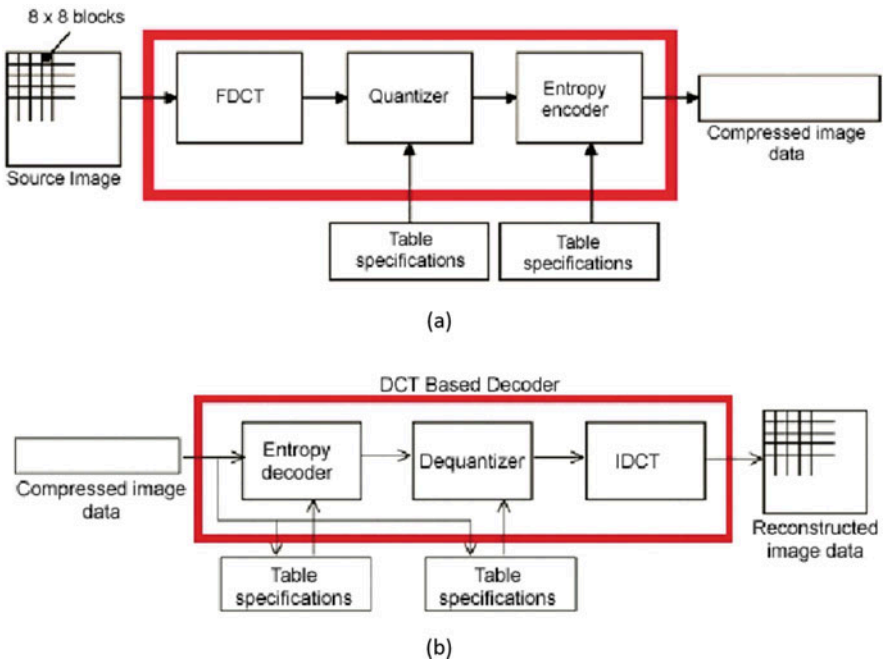 8 x 8 blocks
FDCT
Quantizer
Entropy
encoder
Source Image
Compressed image
data
Table
specifications
Table
specifications
(a)
DCT Based Decoder
Entropy
decoder
Dequantizer
IDCT
Compressed image
data
Reconstructed
image data
Table
specifications
Table
specifications
(b)